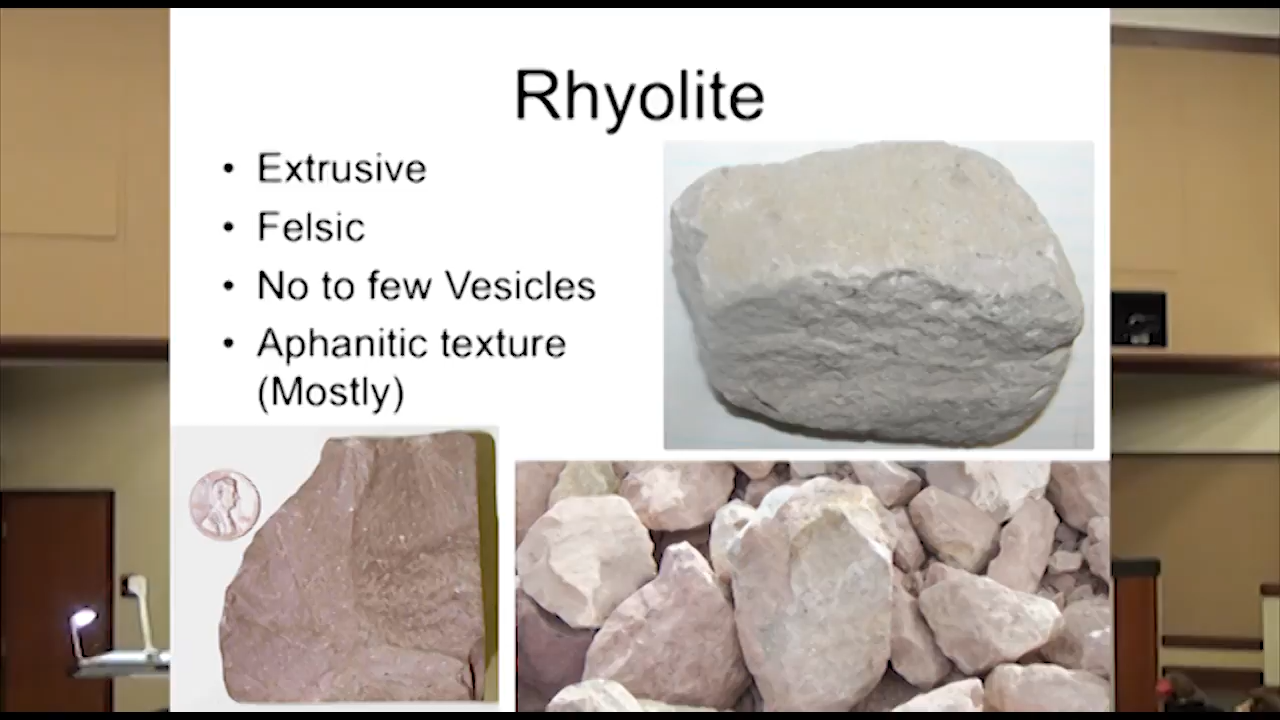 Rhyolite
• Extrusive
• Felsic
• No to few Vesicles
• Aphanitic texture
(Mostly)